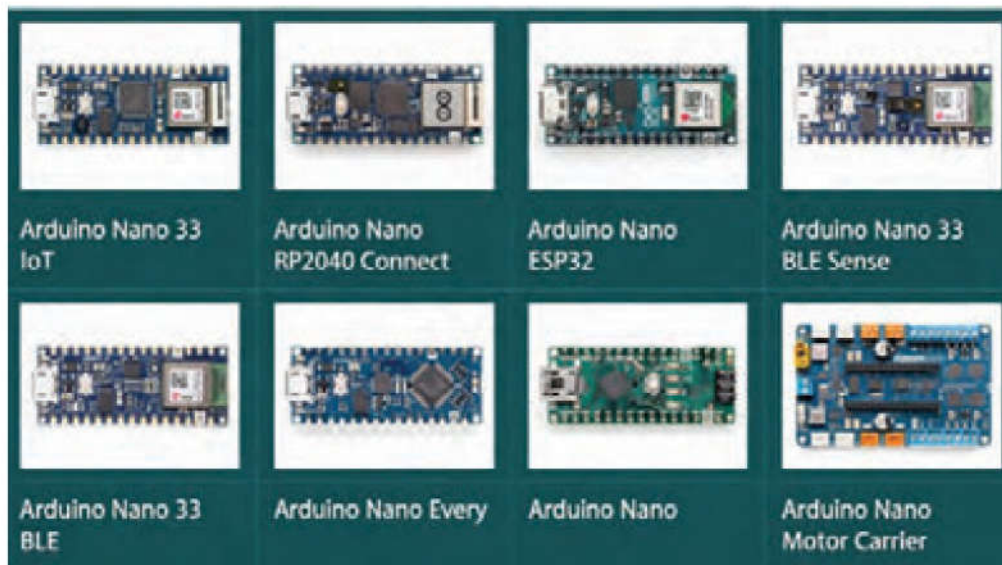 Arduino Nano 33
IoT
Arduino Nano
RP2040 Connect
Arduino Nano
ESP32
Arduino Nano 33
BLE Sense
Arduino Nano 33
BLE
Arduino Nano Every
Arduino Nano
Arduino Nano
Motor Carrier